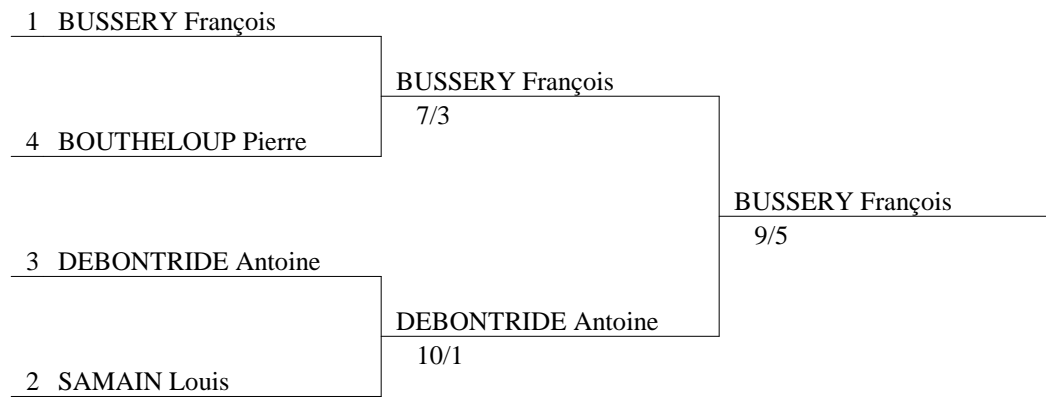 1 BUSSERY François
BUSSERY François
7/3
4 BOUTHELOUP Pierre
BUSSERY François
9/5
3 DEBONTRIDE Antoine
DEBONTRIDE Antoine
10/1
2 SAMAIN Louis